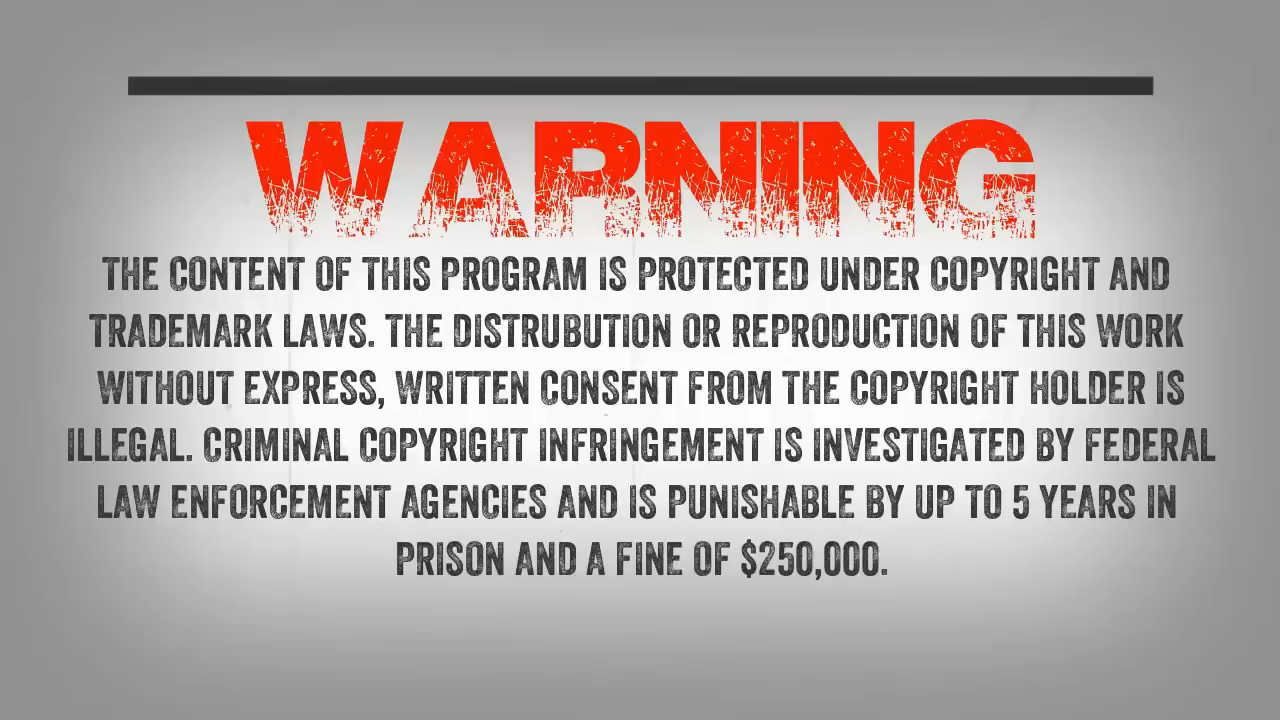 WARNING
THE CONTENT OF THIS PROGRAM IS PROTECTED UNDER COPYRIGHT AND
TRADEMARK LAWS. THE DISTRUBUTION OR REPRODUCTION OF THIS WORK
WITHOUT EXPRESS, WRITTEN CONSENT FROM THE COPYRIGHT HOLDER IS
ILLEGAL. CRIMINAL COPYRIGHT INFRINGEMENT IS INVESTIGATED BY FEDERAL
LAW ENFORCEMENT AGENCIES AND IS PUNISHABLE BY UP TO 5 YEARS IN
PRISON AND A FINE OF $250,000.